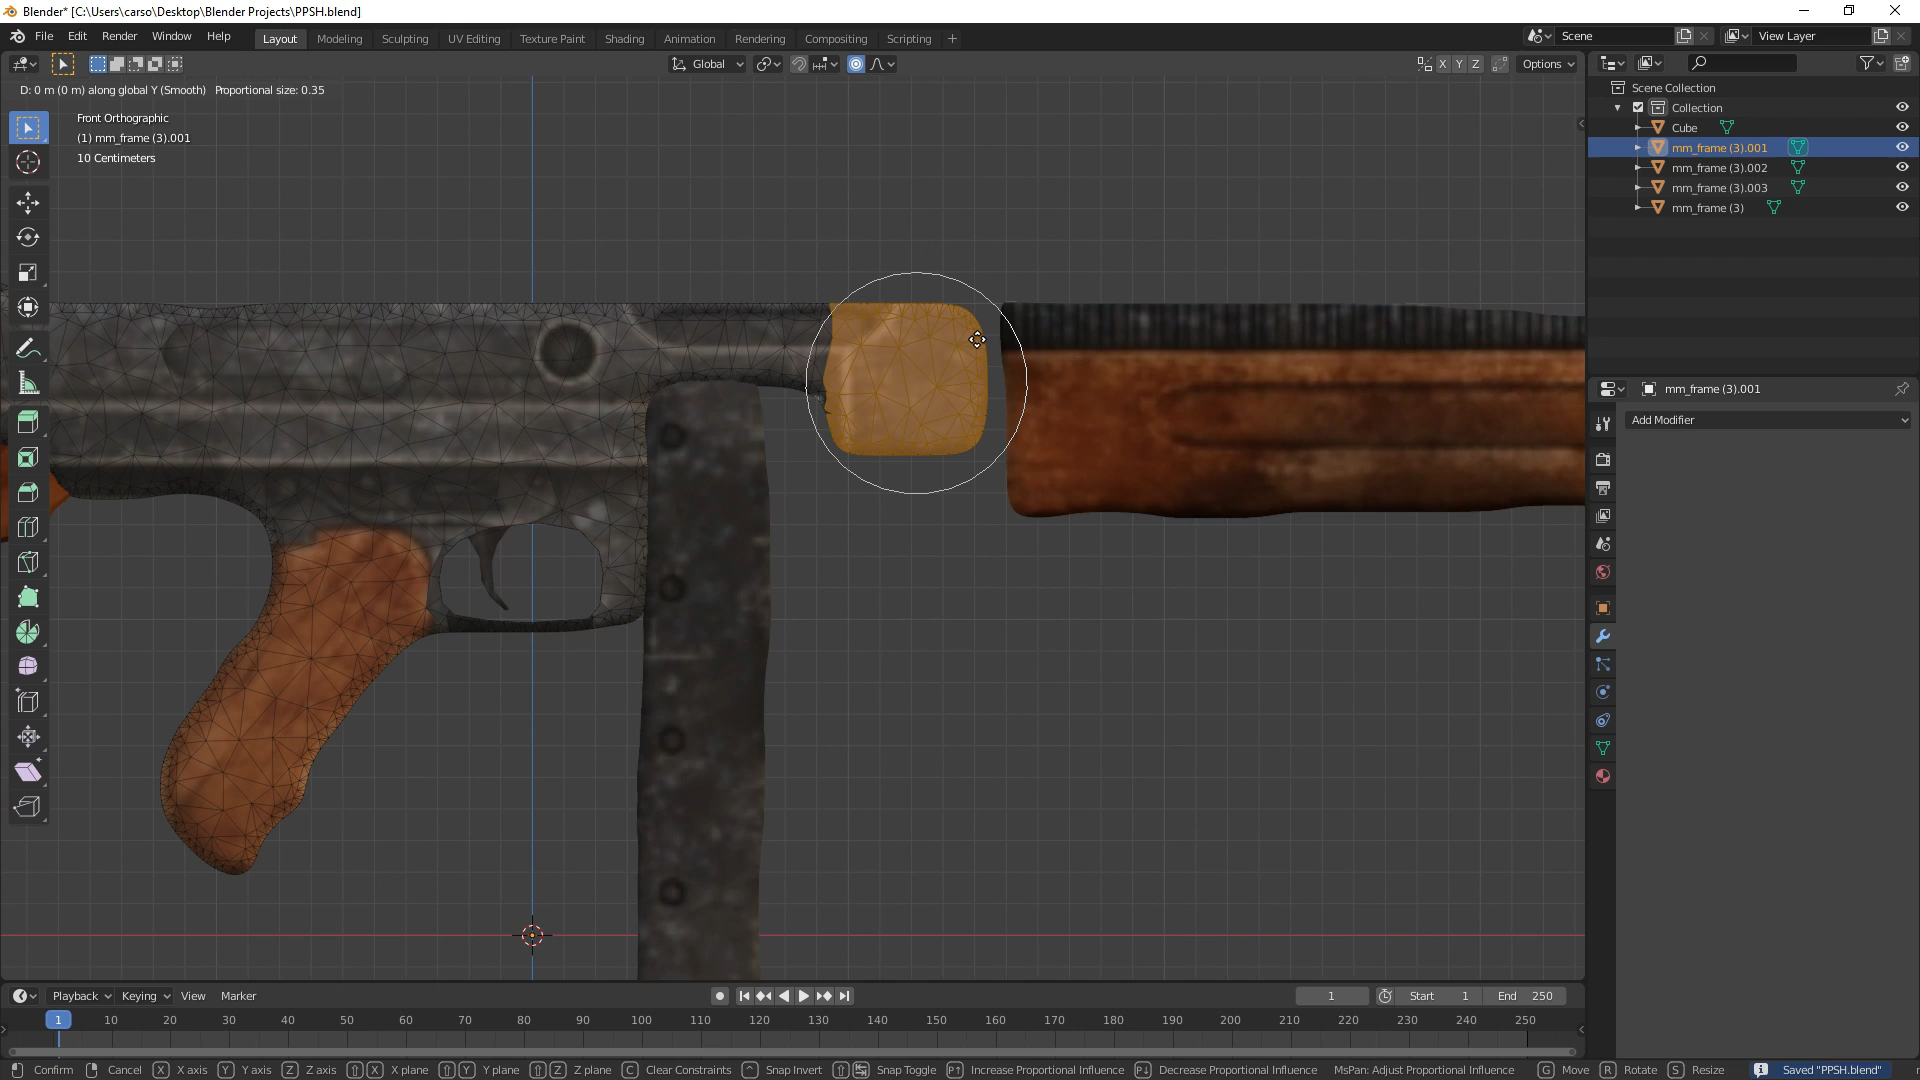 Blender* [C:\Users\carso\Desktop\Blender Projects\PPSH.blend]
File Edit Render Window Help Layout Modeling Sculpting UV Editing Texture Paint Shading Animation Rendering Compositing Scripting Scene View Layer
Global X Y Z Options
D: 0 m (0 m) along global Y (Smooth) Proportional size: 0.35
Front Orthographic
(1) mm_frame (3).001
10 Centimeters
Scene Collection
Collection
Cube
mm_frame (3).001
mm_frame (3).002
mm_frame (3).003
mm_frame (3)
mm_frame (3).001
Add Modifier
Playback Keying View Marker 1 Start 1 End 250
1 10 20 30 40 50 60 70 80 90 100 110 120 130 140 150 160 170 180 190 200 210 220 230 240 250
Confirm Cancel X X axis Y Y axis Z Z axis X X plane Y Y plane Z Z plane C Clear Constraints Snap Invert Snap Toggle Increase Proportional Influence Decrease Proportional Influence MsPan: Adjust Proportional Influence G Move R Rotate S Resize Saved "PPSH.blend"